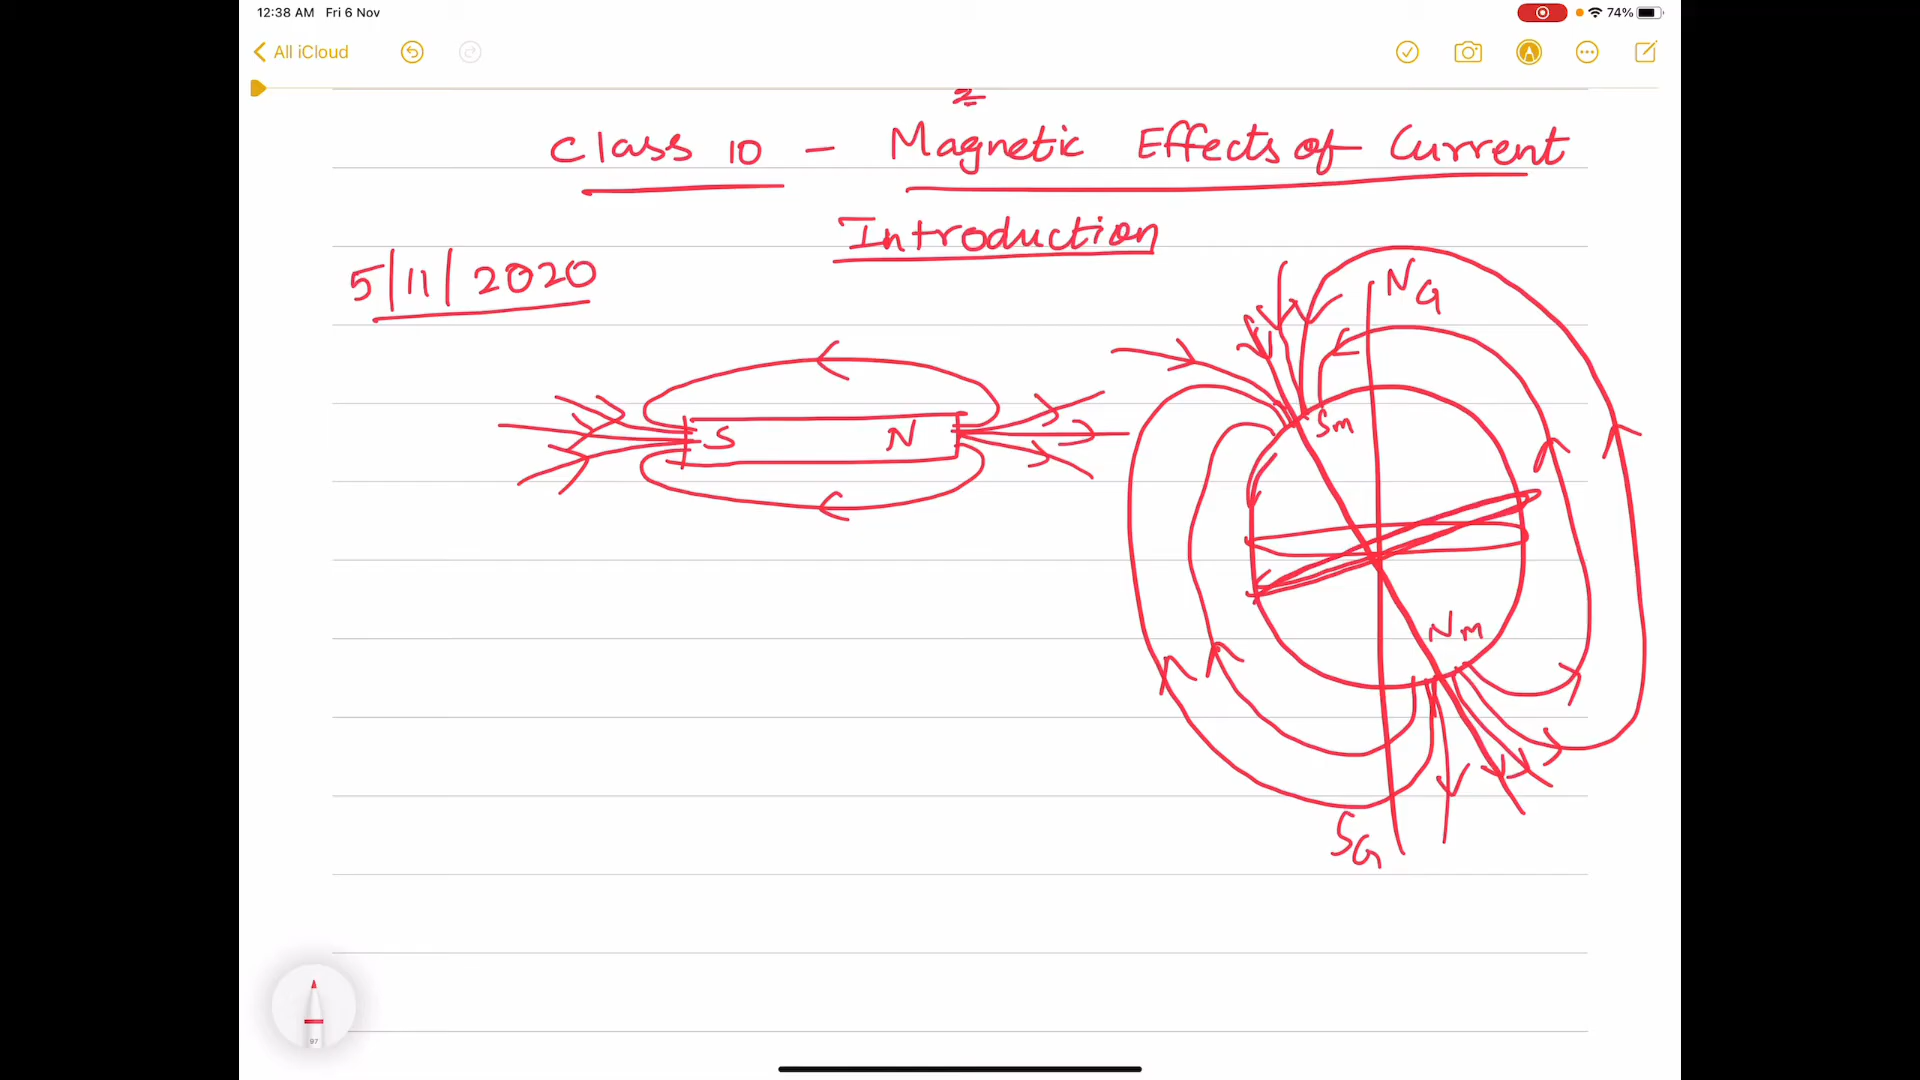 12:38 AM Fri 6 Nov
74%
All iCloud
Class 10 - Magnetic Effects of Current
Introduction
5/11/2020
NG
S N
Sm
Nm
SG
97